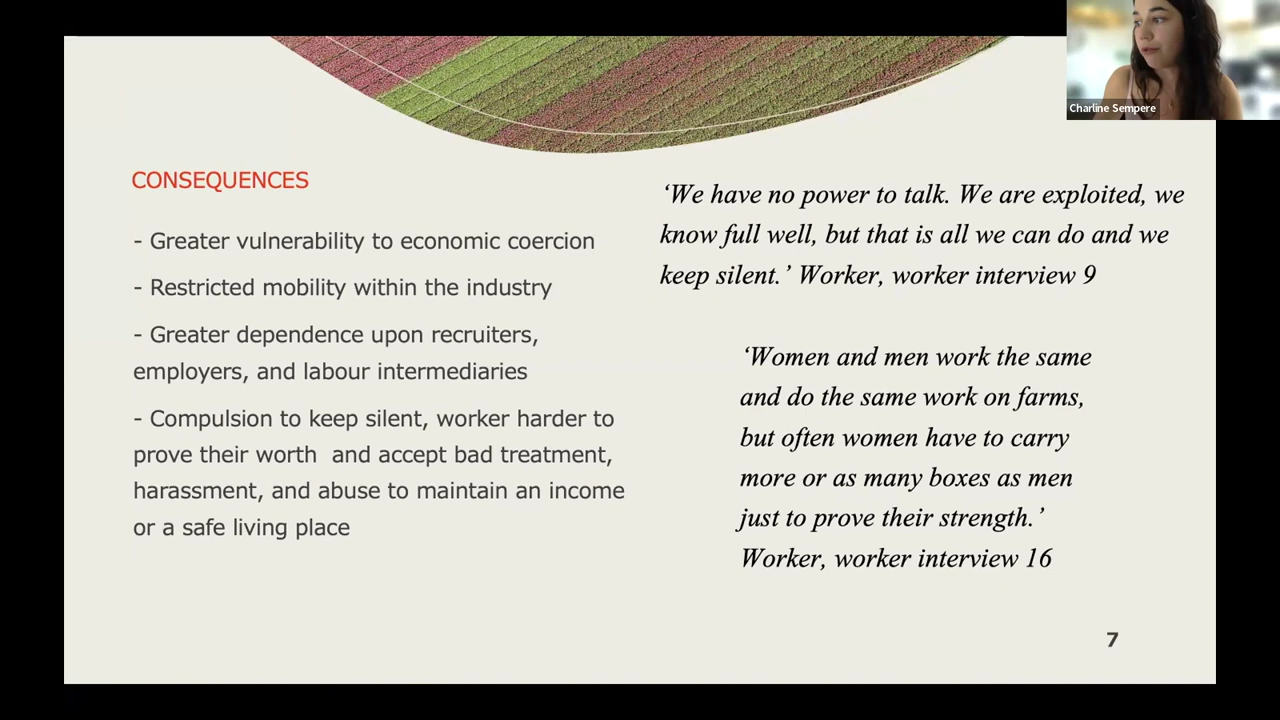 Charline Sempere
CONSEQUENCES
- Greater vulnerability to economic coercion
- Restricted mobility within the industry
- Greater dependence upon recruiters,
employers, and labour intermediaries
- Compulsion to keep silent, worker harder to
prove their worth  and accept bad treatment,
harassment, and abuse to maintain an income
or a safe living place
‘We have no power to talk. We are exploited, we
know full well, but that is all we can do and we
keep silent.’ Worker, worker interview 9
‘Women and men work the same
and do the same work on farms,
but often women have to carry
more or as many boxes as men
just to prove their strength.’
Worker, worker interview 16
7